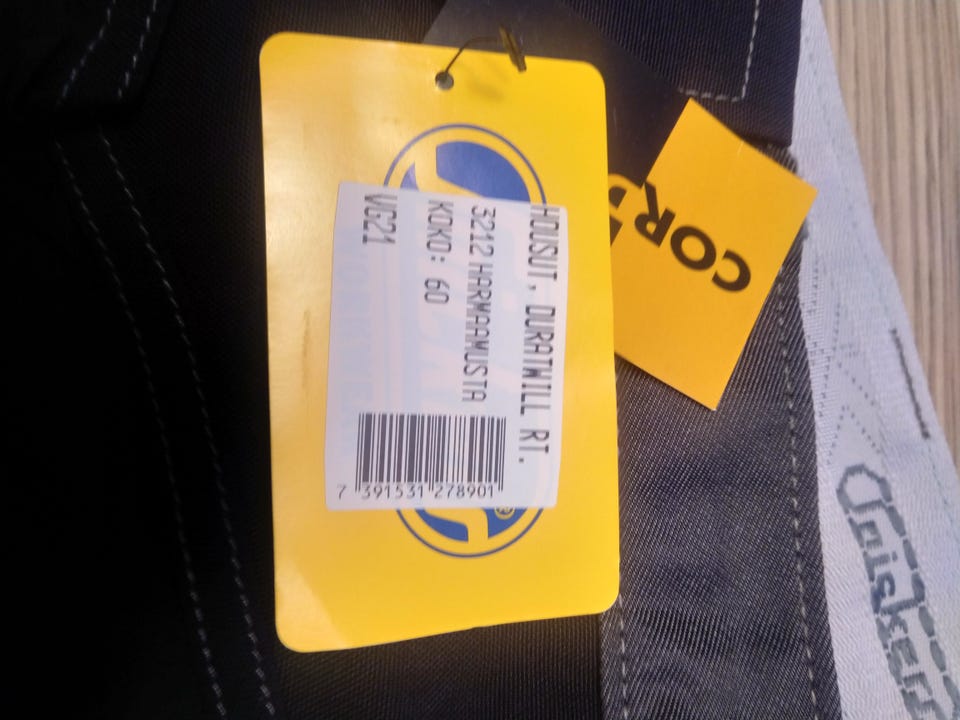 HOUSUT, DURATWILL RT.
3212 HARMAAMUSTA
KOKO: 60
VG21
7 391531 278901
COR
®